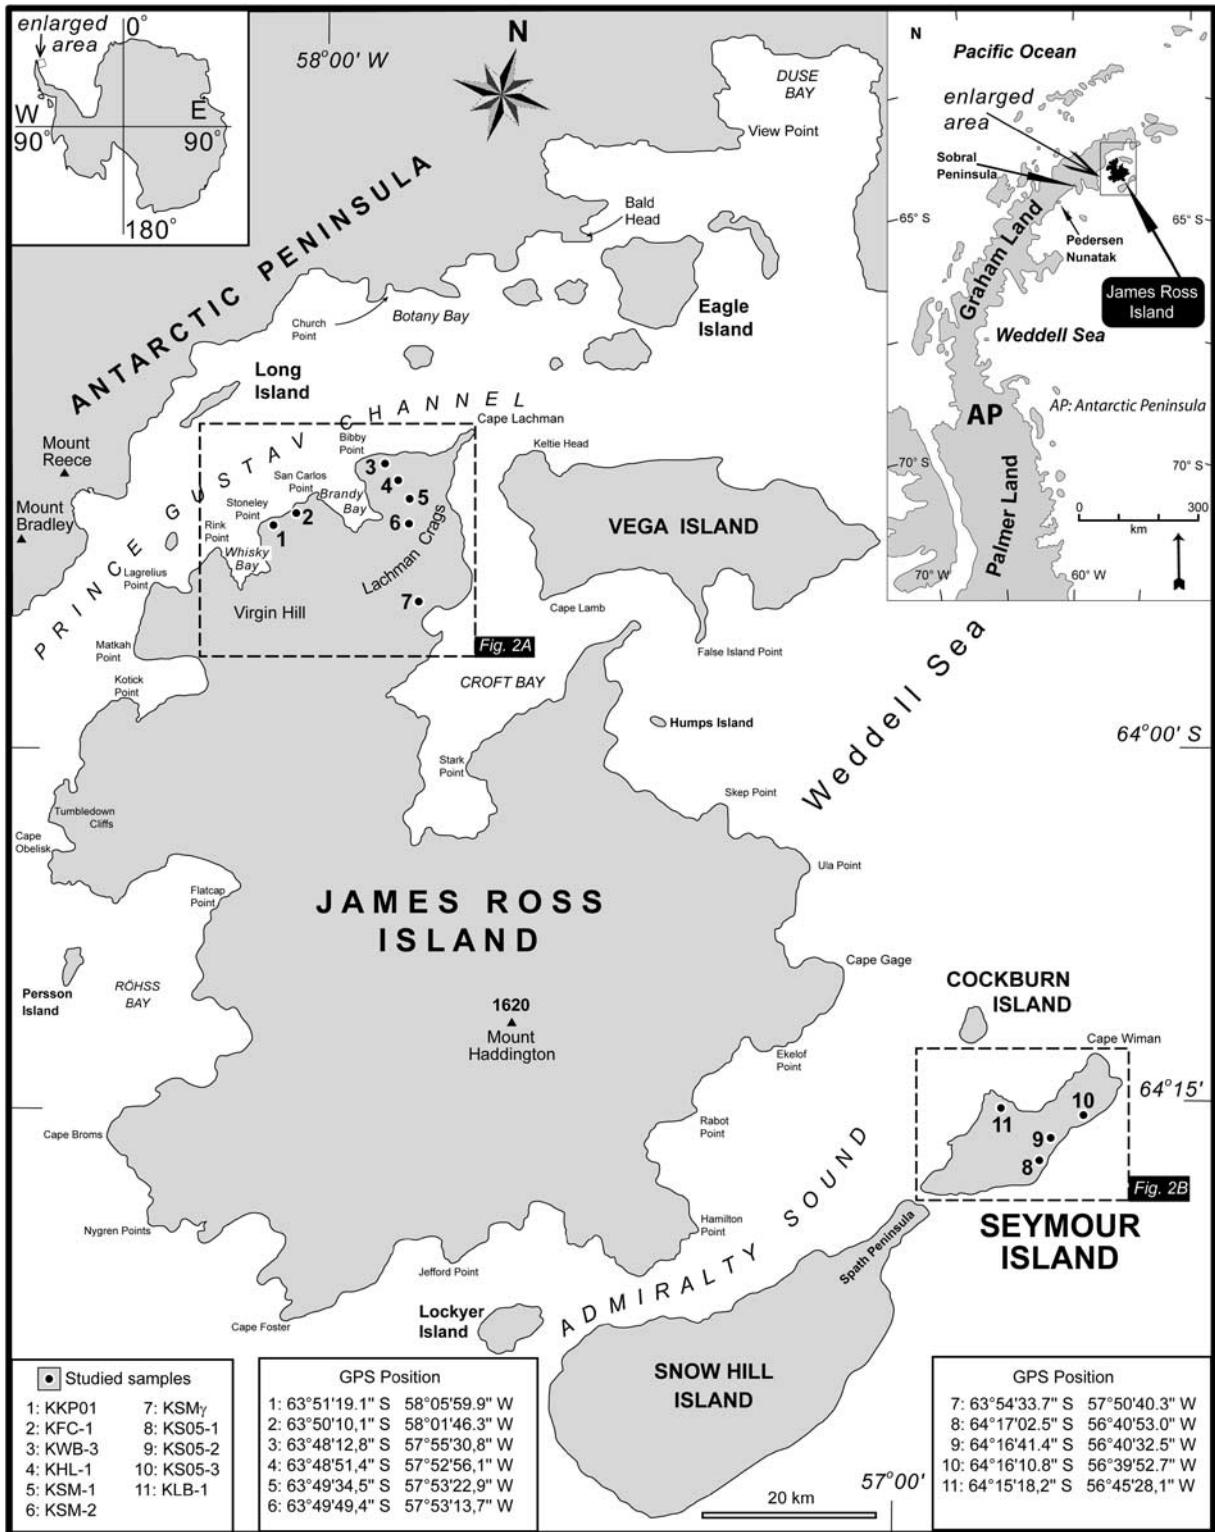 enlarged
area
0°
W
90°
E
90°
180°
58°00' W
N
DUSE
BAY
View Point
ANTARCTIC PENINSULA
Bald
Head
Eagle
Island
Church
Point
Botany Bay
Long
Island
PRINCE GUSTAV CHANNEL
Cape Lachman
Keltie Head
Mount
Reece
Mount
Bradley
Bibby
Point
San Carlos
Point
Brandy
Bay
Stoneley
Point
Rink
Point
Whisky
Bay
Lagrelius
Point
1
2
3
4
5
6
7
Lachman Crags
Virgin Hill
Fig. 2A
VEGA ISLAND
Cape Lamb
False Island Point
Matkah
Point
Kotick
Point
CROFT BAY
Humps Island
Weddell Sea
64°00' S
Stark
Point
Skep Point
Tumbledown
Cliffs
Cape
Obelisk
Ula Point
Flatcap
Point
JAMES ROSS
ISLAND
Cape Gage
Persson
Island
RÖHSS
BAY
1620
Mount
Haddington
COCKBURN
ISLAND
Cape Wiman
Ekelof
Point
64°15'
Rabot
Point
Cape Broms
11
10
9
8
Fig. 2B
SEYMOUR
ISLAND
Nygren Points
Hamilton
Point
Jefford Point
Spath Peninsula
ADMIRALTY SOUND
Cape Foster
Lockyer
Island
SNOW HILL
ISLAND
57°00'
20 km
N
Pacific Ocean
enlarged
area
Sobral
Peninsula
65° S
65° S
Pedersen
Nunatak
Graham Land
James Ross
Island
Weddell Sea
AP
AP: Antarctic Peninsula
70° S
70° S
Palmer Land
0 300
km
70° W
60° W
Studied samples
1: KKP01
2: KFC-1
3: KWB-3
4: KHL-1
5: KSM-1
6: KSM-2
7: KSMγ
8: KS05-1
9: KS05-2
10: KS05-3
11: KLB-1
GPS Position
1: 63°51'19.1" S 58°05'59.9" W
2: 63°50'10,1" S 58°01'46.3" W
3: 63°48'12,8" S 57°55'30,8" W
4: 63°48'51,4" S 57°52'56,1" W
5: 63°49'34,5" S 57°53'22,9" W
6: 63°49'49,4" S 57°53'13,7" W
GPS Position
7: 63°54'33.7" S 57°50'40.3" W
8: 64°17'02.5" S 56°40'53.0" W
9: 64°16'41.4" S 56°40'32.5" W
10: 64°16'10.8" S 56°39'52.7" W
11: 64°15'18,2" S 56°45'28,1" W